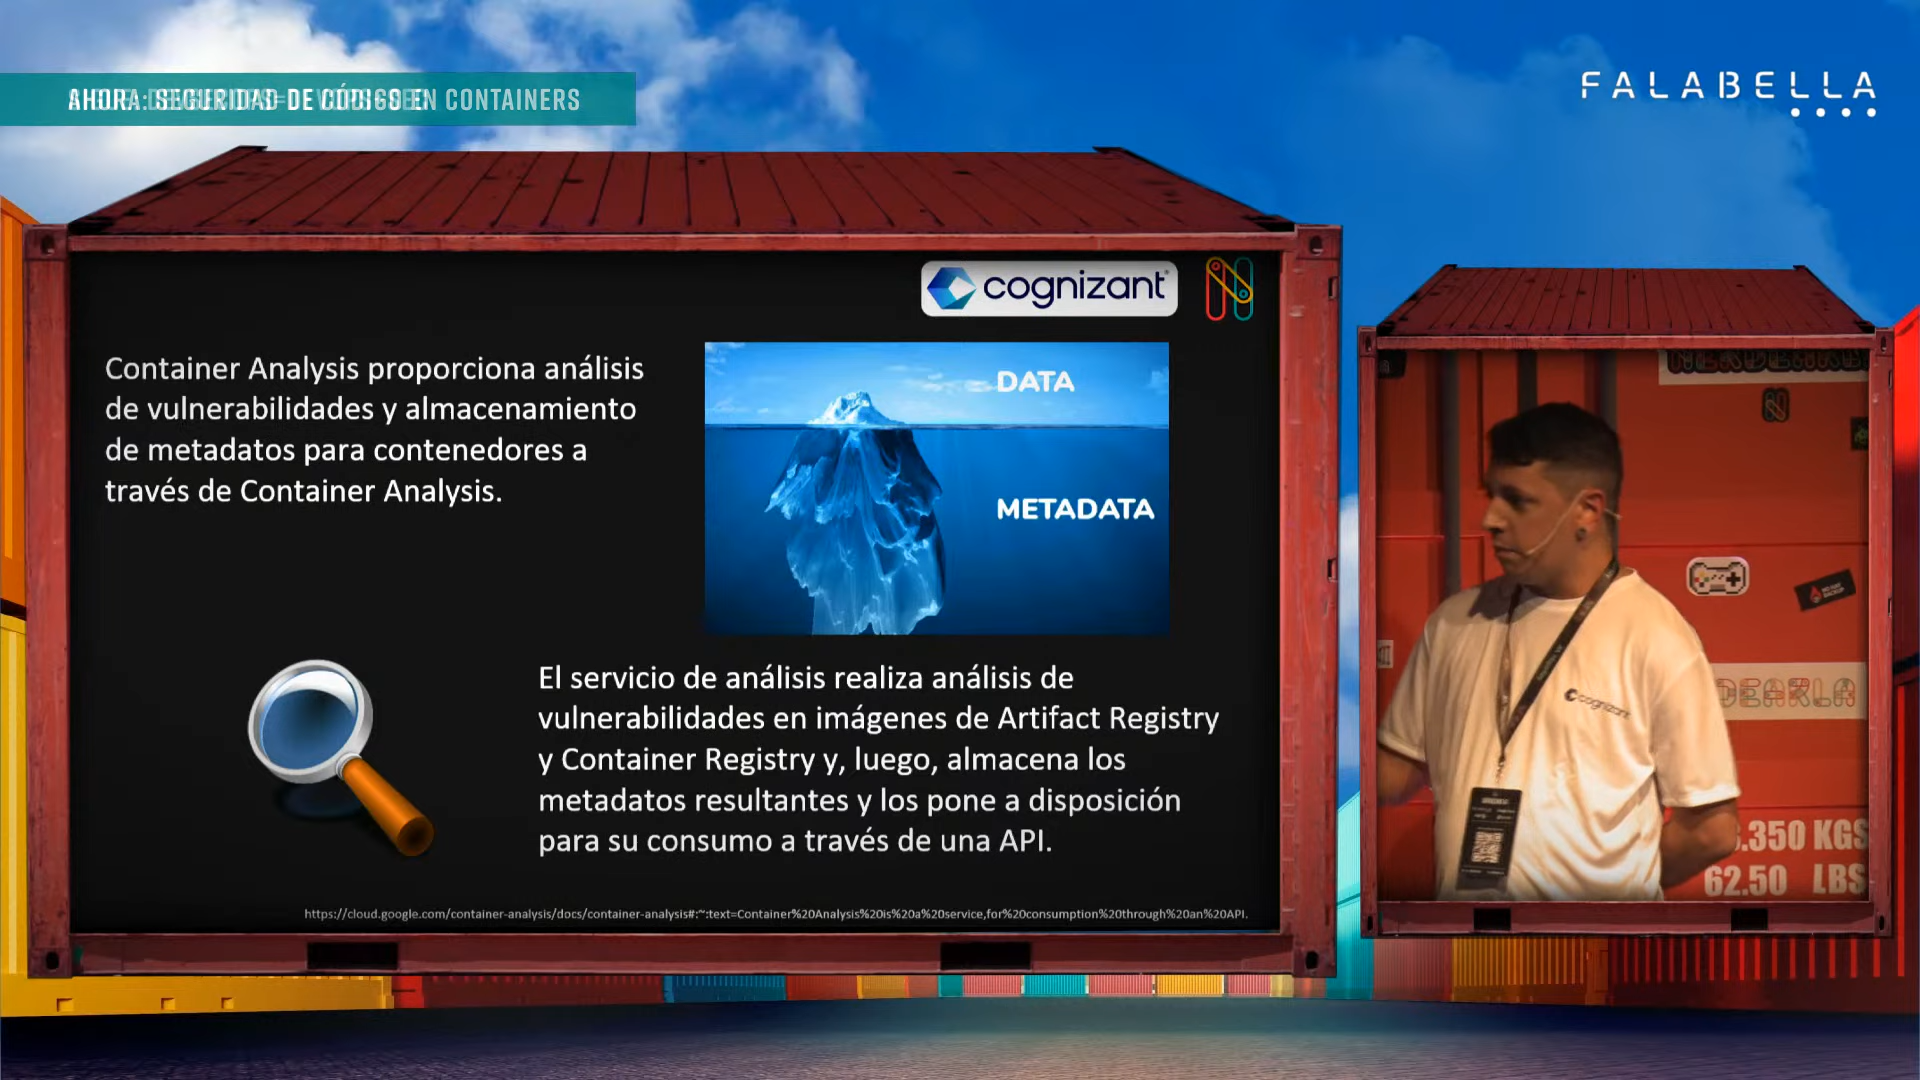 AHORA: SEGURIDAD DE CÓDIGO EN CONTAINERS
FALABELLA
cognizant
Container Analysis proporciona análisis
de vulnerabilidades y almacenamiento
de metadatos para contenedores a
través de Container Analysis.
DATA
METADATA
El servicio de análisis realiza análisis de
vulnerabilidades en imágenes de Artifact Registry
y Container Registry y, luego, almacena los
metadatos resultantes y los pone a disposición
para su consumo a través de una API.
https://cloud.google.com/container-analysis/docs/container-analysis#:~:text=Container%20Analysis%20is%20a%20service,for%20consumption%20through%20an%20API.
cognizant
DEARLA
.350 KGS
62.50 LBS